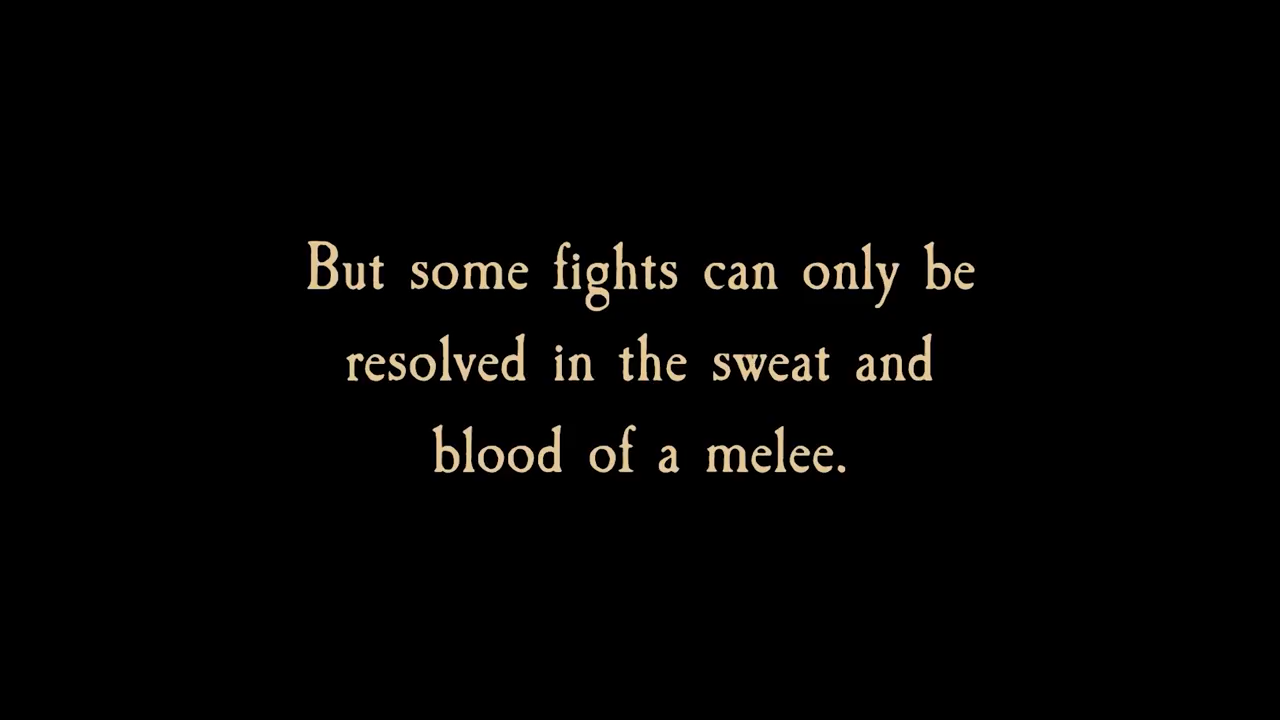 But some fights can only be
resolved in the sweat and
blood of a melee.